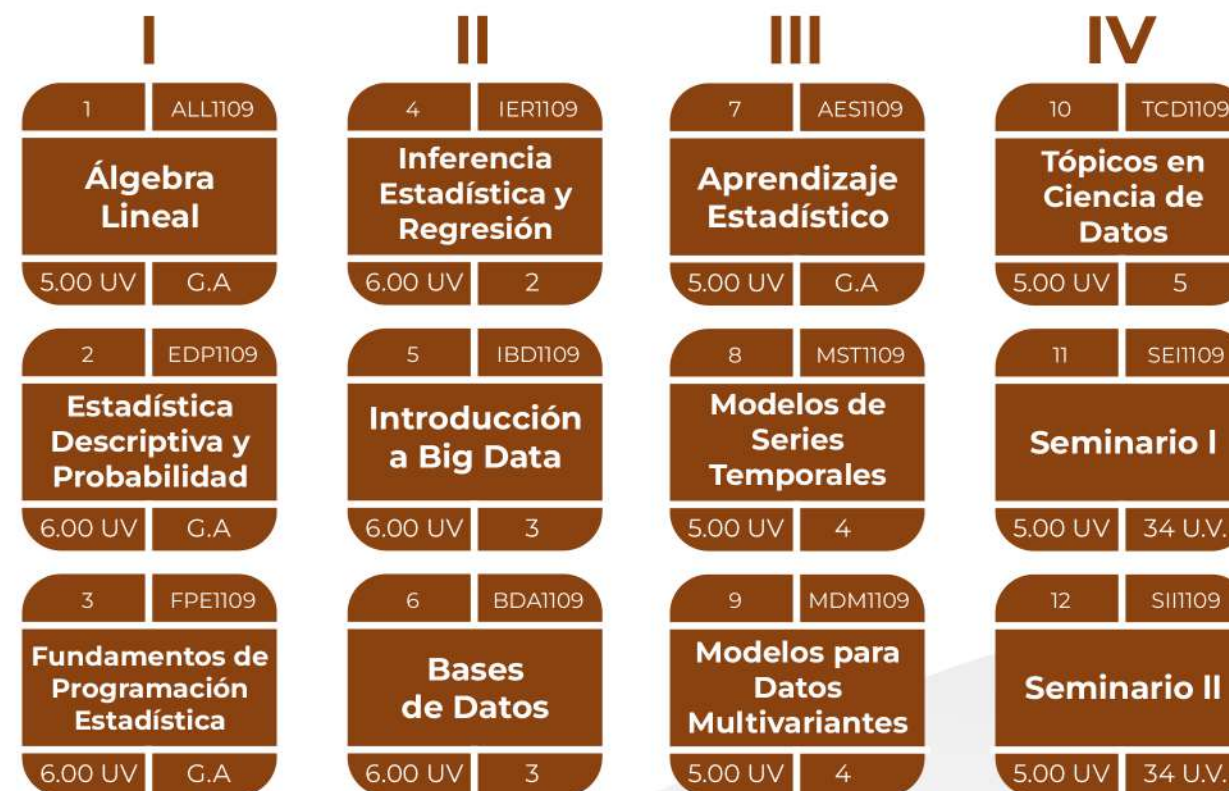 I
II
III
IV
1
ALL1109
4
IER1109
7
AES1109
10
TCD1109
Álgebra
Lineal
Inferencia
Estadística y
Regresión
Aprendizaje
Estadístico
Tópicos en
Ciencia de
Datos
5.00 UV
G.A
6.00 UV
2
5.00 UV
G.A
5.00 UV
5
2
EDP1109
5
IBD1109
8
MST1109
11
SEI1109
Estadística
Descriptiva y
Probabilidad
Introducción
a Big Data
Modelos de
Series
Temporales
Seminario I
6.00 UV
G.A
6.00 UV
3
5.00 UV
4
5.00 UV
34 U.V.
3
FPE1109
6
BDA1109
9
MDM1109
12
SII1109
Fundamentos de
Programación
Estadística
Bases
de Datos
Modelos para
Datos
Multivariantes
Seminario II
6.00 UV
G.A
6.00 UV
3
5.00 UV
4
5.00 UV
34 U.V.